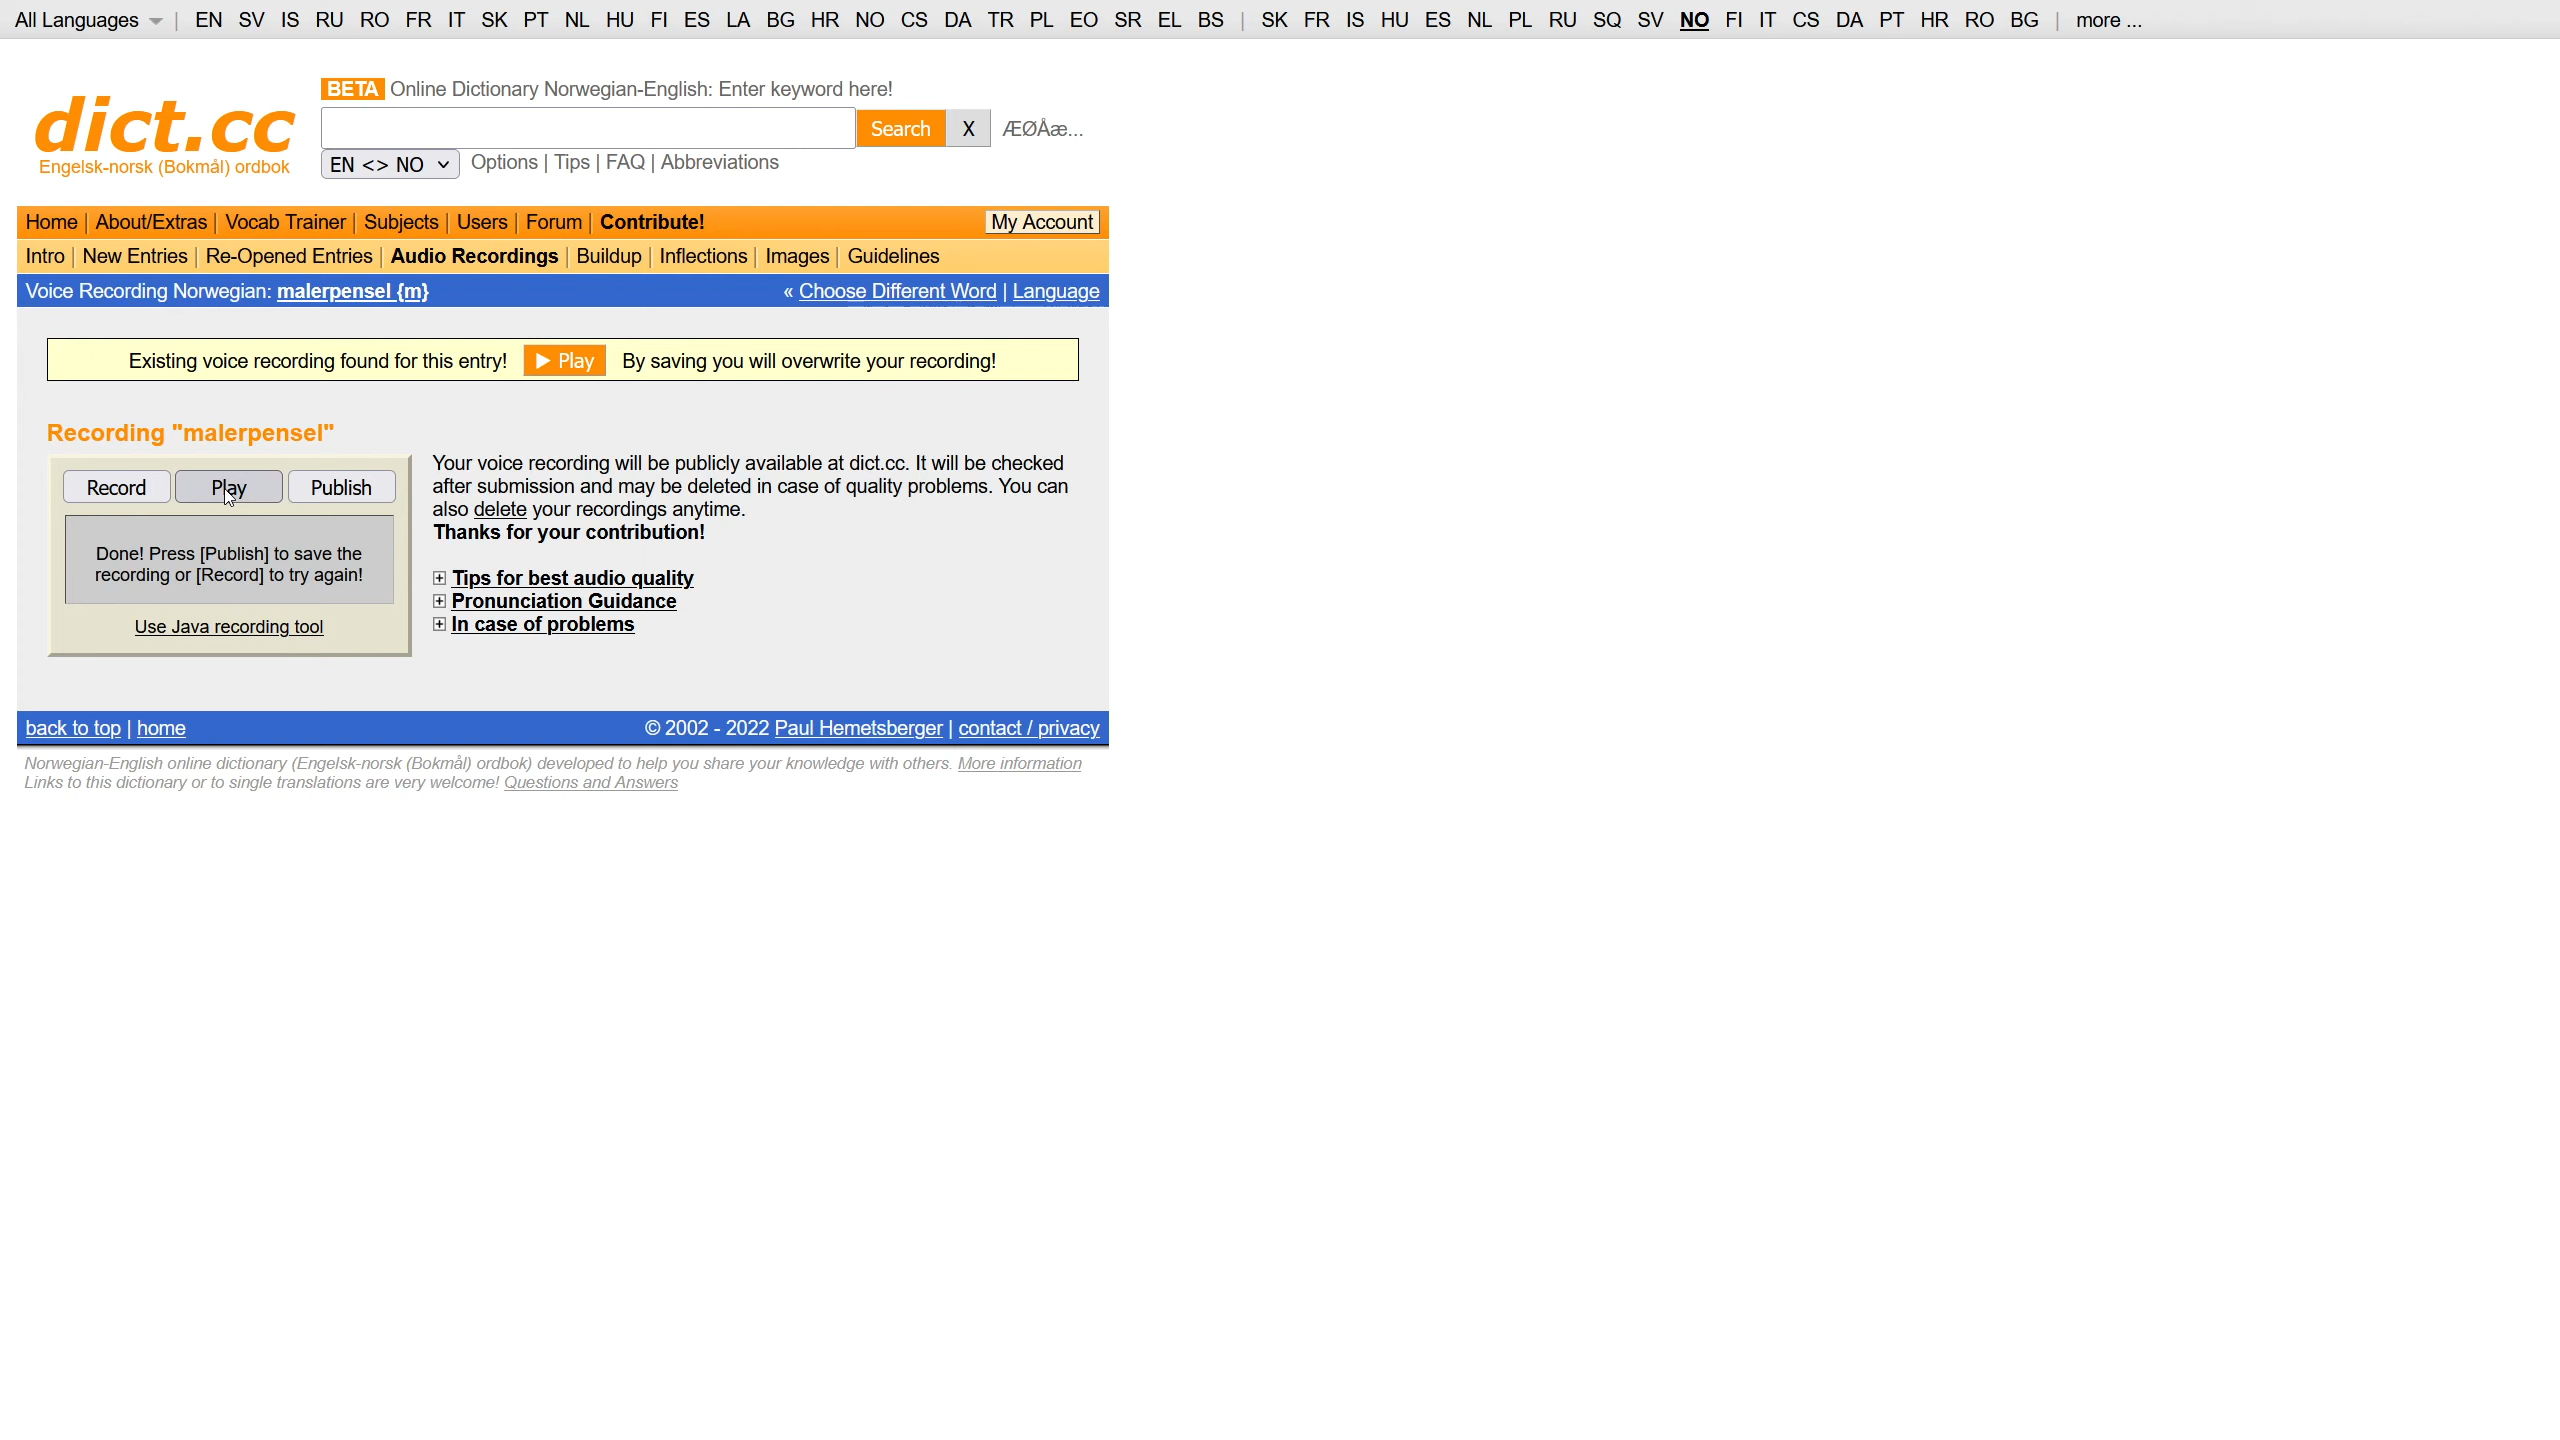 All Languages | EN SV IS RU RO FR IT SK PT NL HU FI ES LA BG HR NO CS DA TR PL EO SR EL BS | SK FR IS HU ES NL PL RU SQ SV NO FI IT CS DA PT HR RO BG | more ...
dict.cc
Engelsk-norsk (Bokmål) ordbok
BETA Online Dictionary Norwegian-English: Enter keyword here!
Search X ÆØÅæ...
EN <> NO Options | Tips | FAQ | Abbreviations
Home | About/Extras | Vocab Trainer | Subjects | Users | Forum | Contribute! My Account
Intro | New Entries | Re-Opened Entries | Audio Recordings | Buildup | Inflections | Images | Guidelines
Voice Recording Norwegian: malerpensel {m} « Choose Different Word | Language
Existing voice recording found for this entry! ▶ Play By saving you will overwrite your recording!
Recording "malerpensel"
Record Play Publish
Done! Press [Publish] to save the
recording or [Record] to try again!
Use Java recording tool
Your voice recording will be publicly available at dict.cc. It will be checked
after submission and may be deleted in case of quality problems. You can
also delete your recordings anytime.
Thanks for your contribution!
Tips for best audio quality
Pronunciation Guidance
In case of problems
back to top | home © 2002 - 2022 Paul Hemetsberger | contact / privacy
Norwegian-English online dictionary (Engelsk-norsk (Bokmål) ordbok) developed to help you share your knowledge with others. More information
Links to this dictionary or to single translations are very welcome! Questions and Answers